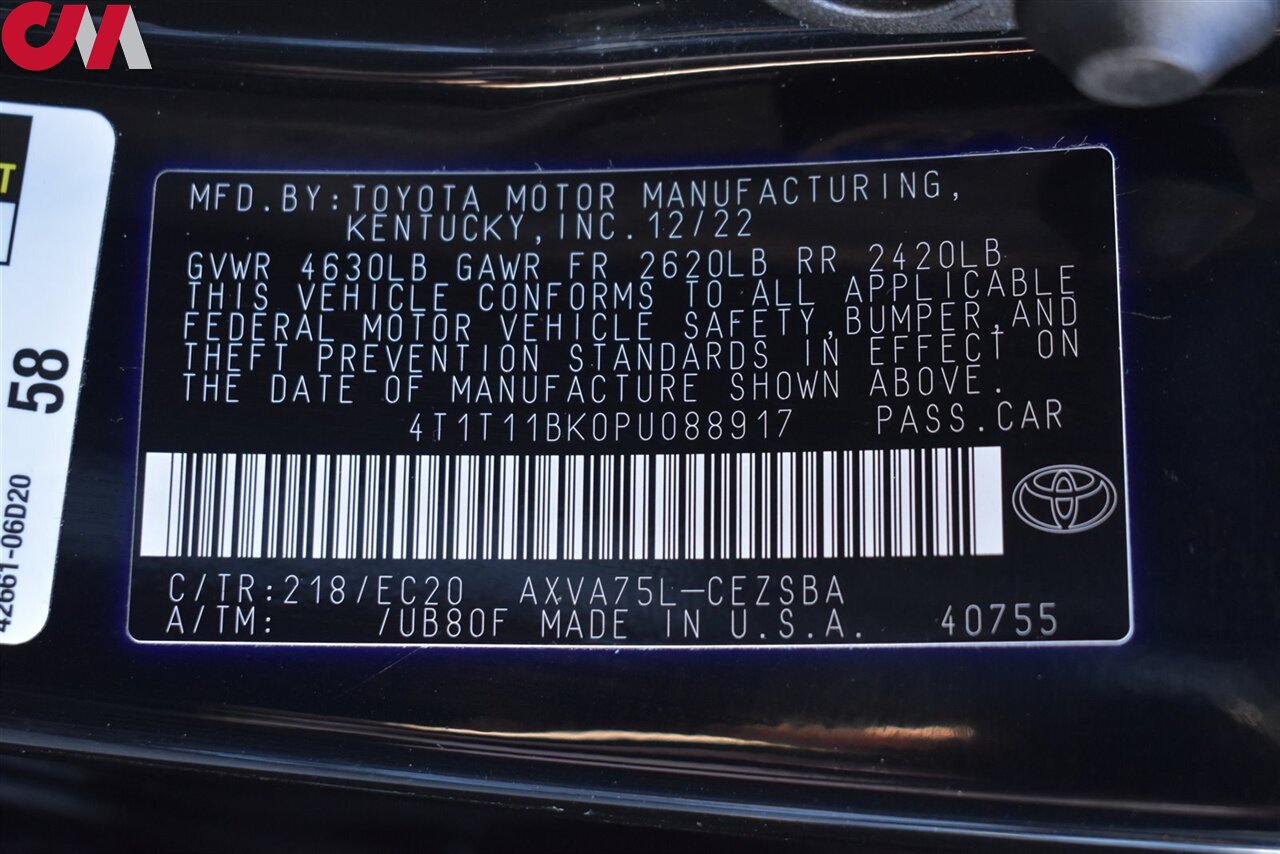 CM
T
58
42661-06D20
MFD.BY:TOYOTA MOTOR MANUFACTURING,
KENTUCKY,INC.12/22
GVWR 4630LB GAWR FR 2620LB RR 2420LB
THIS VEHICLE CONFORMS TO ALL APPLICABLE
FEDERAL MOTOR VEHICLE SAFETY,BUMPER,AND
THEFT PREVENTION STANDARDS IN EFFECT ON
THE DATE OF MANUFACTURE SHOWN ABOVE.
4T1T11BK0PU088917 PASS.CAR
C/TR:218/EC20 AXVA75L-CEZSBA
A/TM: /UB80F MADE IN U.S.A. 40755